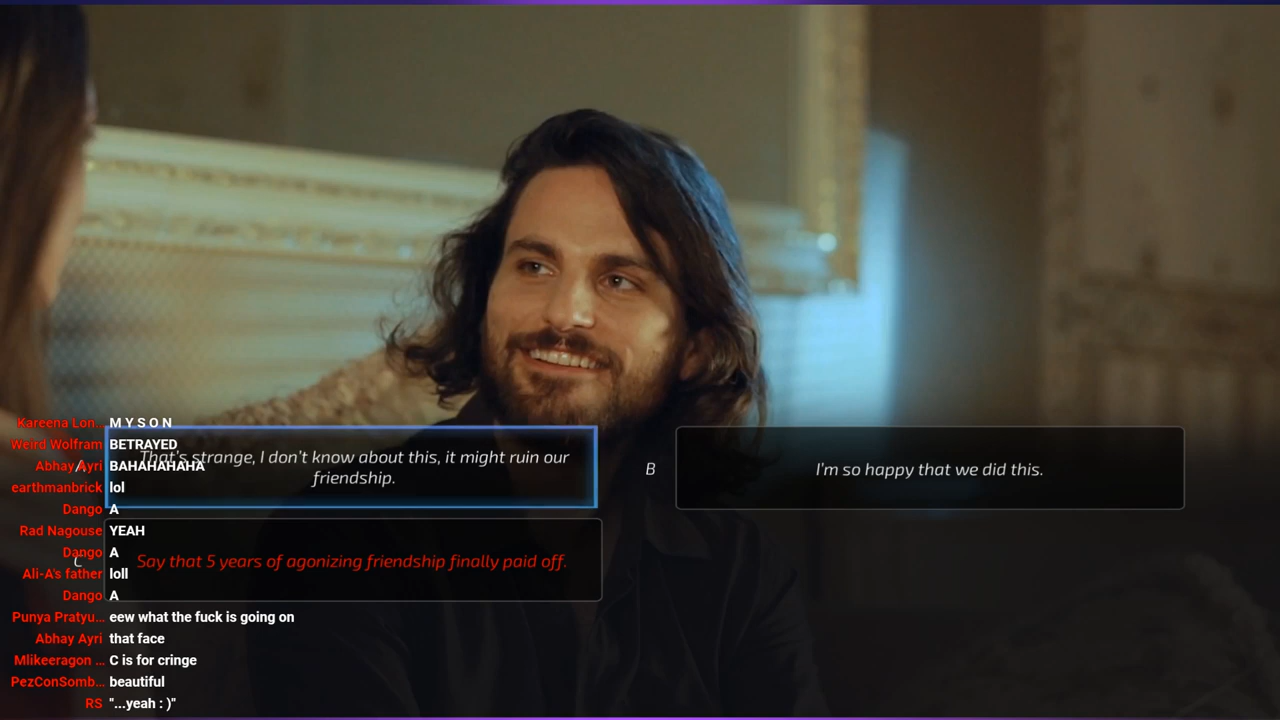 Kareena Lon... M Y S O N
Weird Wolfram BETRAYED
Abhay Ayri BAHAHAHAHA
earthmanbrick lol
Dango A
Rad Nagouse YEAH
Dango A
Ali-A's father loll
Dango A
Punya Pratyu... eew what the fuck is going on
Abhay Ayri that face
Mlikeeragon ... C is for cringe
PezConSomb... beautiful
RS "...yeah : )"
A
That's strange, I don't know about this, it might ruin our
friendship.
B
I'm so happy that we did this.
C
Say that 5 years of agonizing friendship finally paid off.